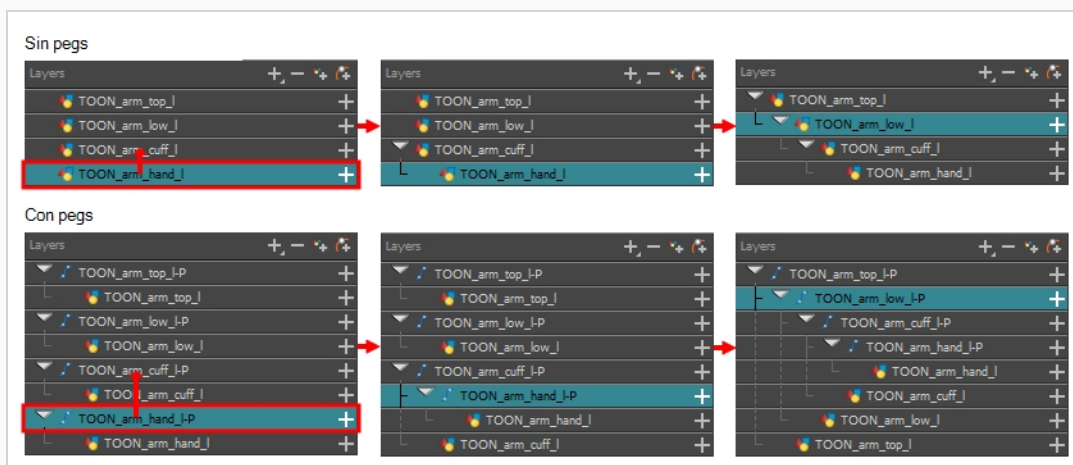 Sin pegs
Layers
TOON_arm_top_l
TOON_arm_low_l
TOON_arm_cuff_l
TOON_arm_hand_l
Layers
TOON_arm_top_l
TOON_arm_low_l
TOON_arm_cuff_l
TOON_arm_hand_l
Layers
TOON_arm_top_l
TOON_arm_low_l
TOON_arm_cuff_l
TOON_arm_hand_l
Con pegs
Layers
TOON_arm_top_l-P
TOON_arm_top_l
TOON_arm_low_l-P
TOON_arm_low_l
TOON_arm_cuff_l-P
TOON_arm_cuff_l
TOON_arm_hand_l-P
TOON_arm_hand_l
Layers
TOON_arm_top_l-P
TOON_arm_top_l
TOON_arm_low_l-P
TOON_arm_low_l
TOON_arm_cuff_l-P
TOON_arm_hand_l-P
TOON_arm_hand_l
TOON_arm_cuff_l
Layers
TOON_arm_top_l-P
TOON_arm_low_l-P
TOON_arm_cuff_l-P
TOON_arm_hand_l-P
TOON_arm_hand_l
TOON_arm_cuff_l
TOON_arm_low_l
TOON_arm_top_l